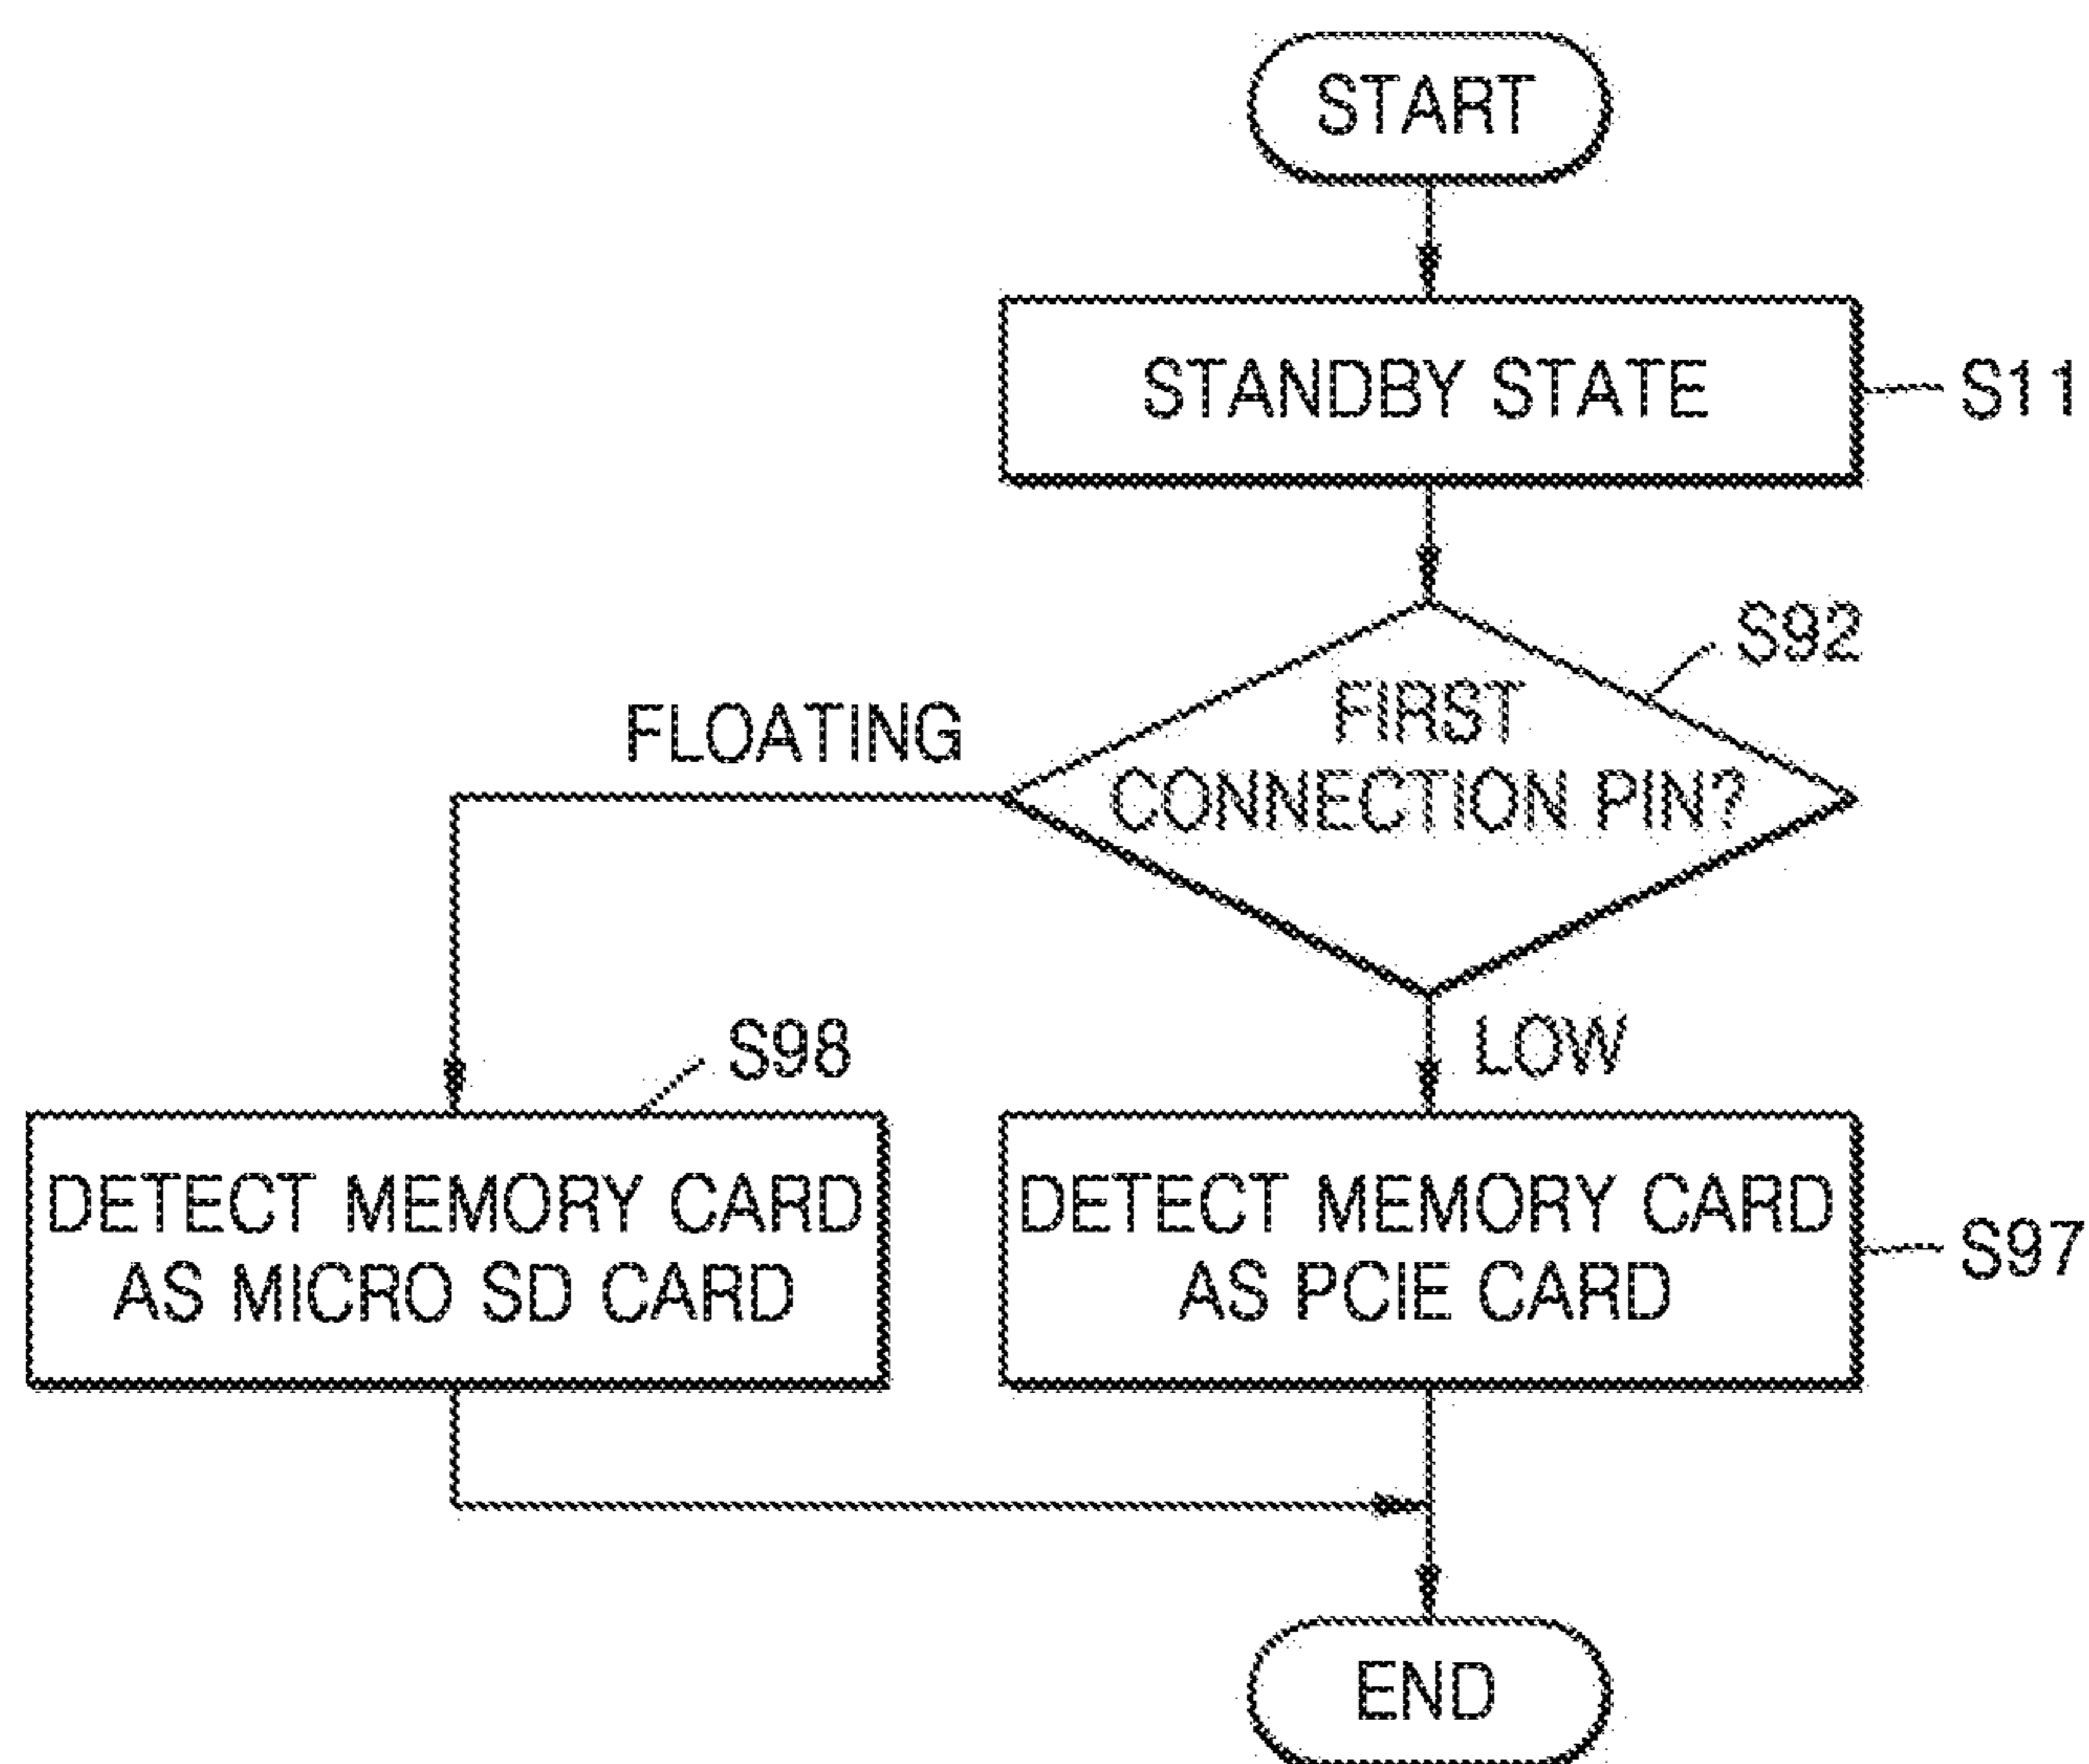 START
STANDBY STATE
S11
S92
FIRST
CONNECTION PIN?
FLOATING
LOW
S98
DETECT MEMORY CARD
AS MICRO SD CARD
DETECT MEMORY CARD
AS PCIE CARD
S97
END